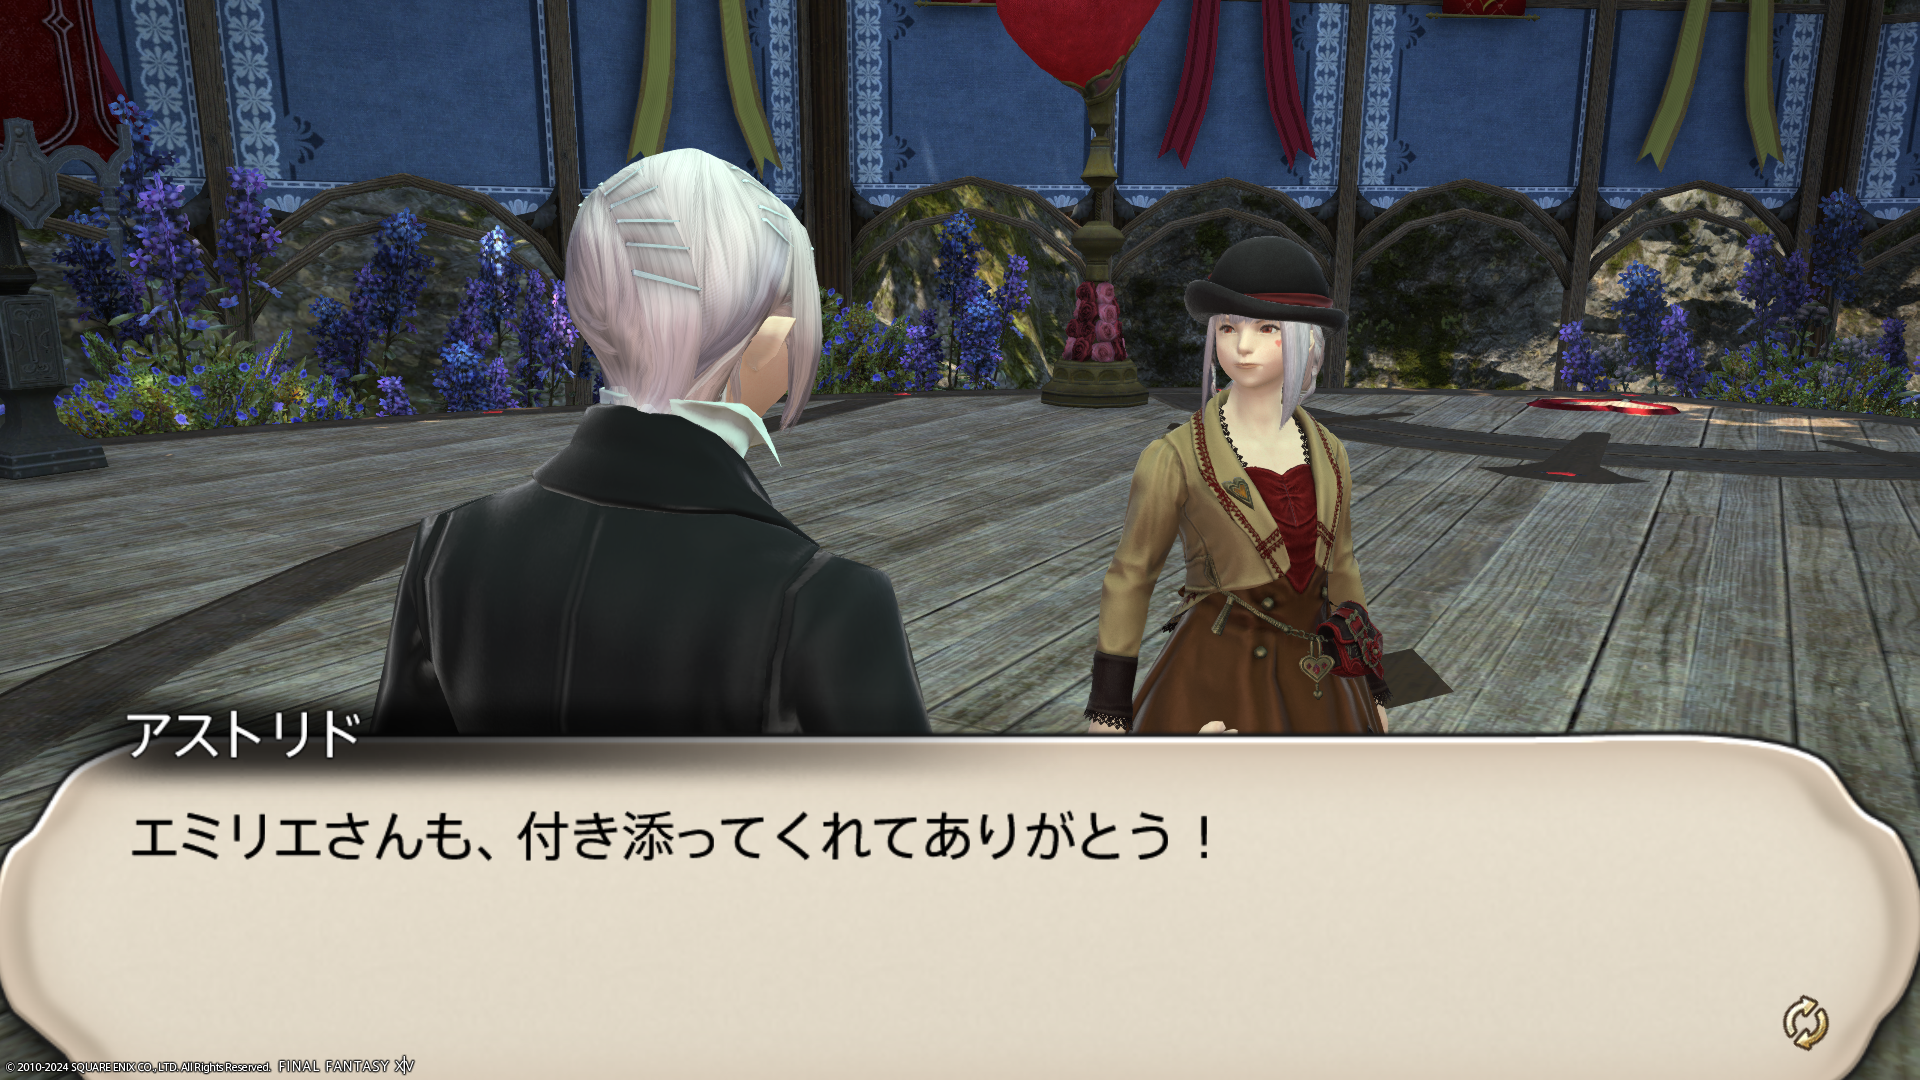 アストリド
エミリエさんも、付き添ってくれてありがとう！
© 2010-2024 SQUARE ENIX CO., LTD. All Rights Reserved. FINAL FANTASY XIV